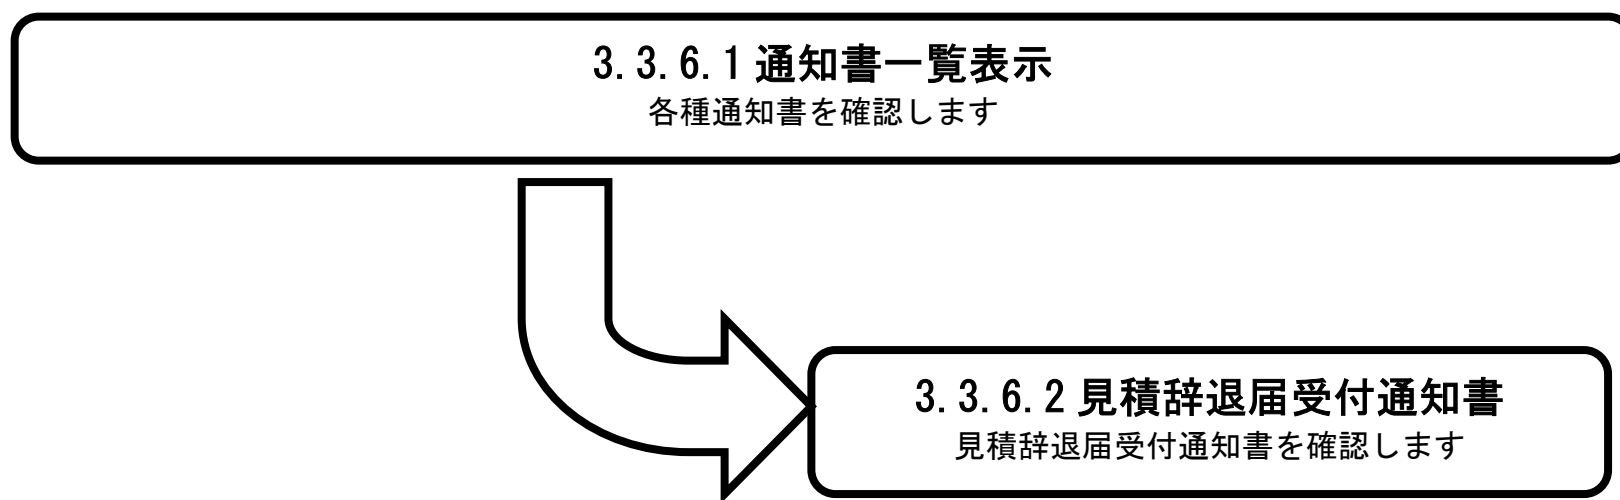 3.3.6.1 通知書一覧表示
各種通知書を確認します
3.3.6.2 見積辞退届受付通知書
見積辞退届受付通知書を確認します